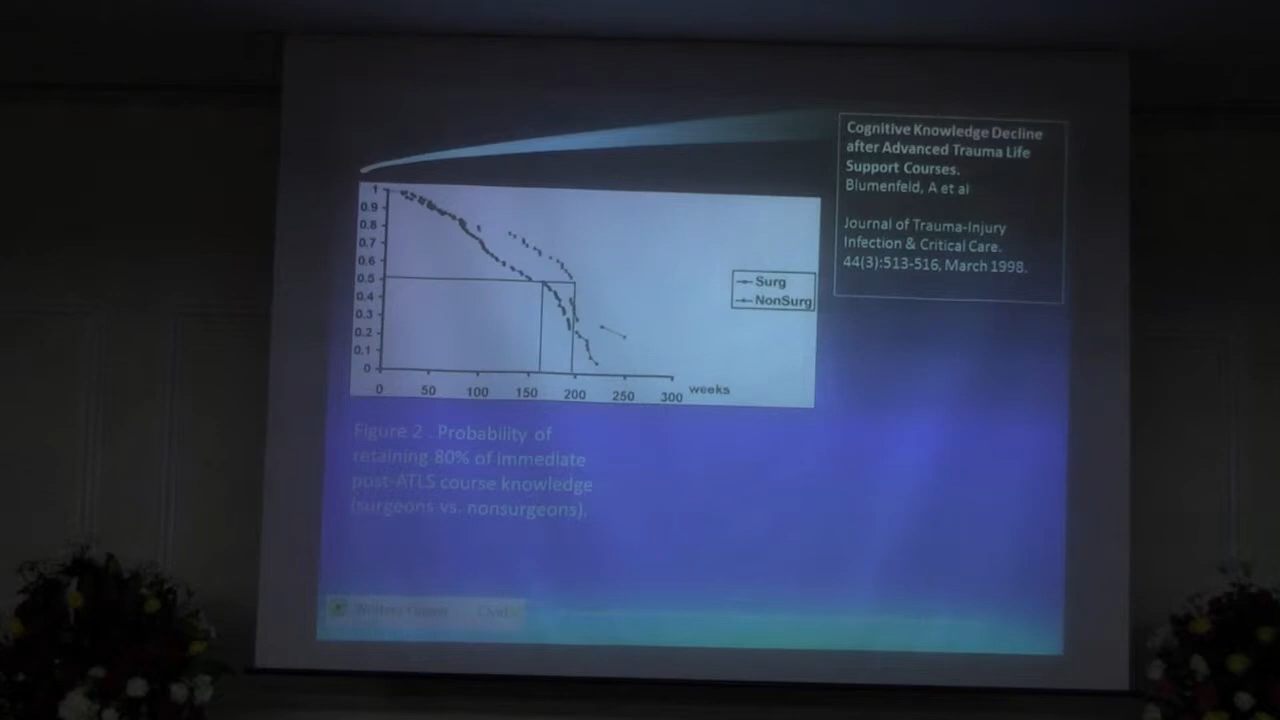 Cognitive Knowledge Decline
after Advanced Trauma Life
Support Courses.
Blumenfeld, A et al
Journal of Trauma-Injury
Infection & Critical Care.
44(3):513-516, March 1998.
1
0.9
0.8
0.7
0.6
0.5
0.4
0.3
0.2
0.1
0
0 50 100 150 200 250 300 weeks
Surg
NonSurg
Figure 2 . Probability of
retaining 80% of immediate
post-ATLS course knowledge
(surgeons vs. nonsurgeons).